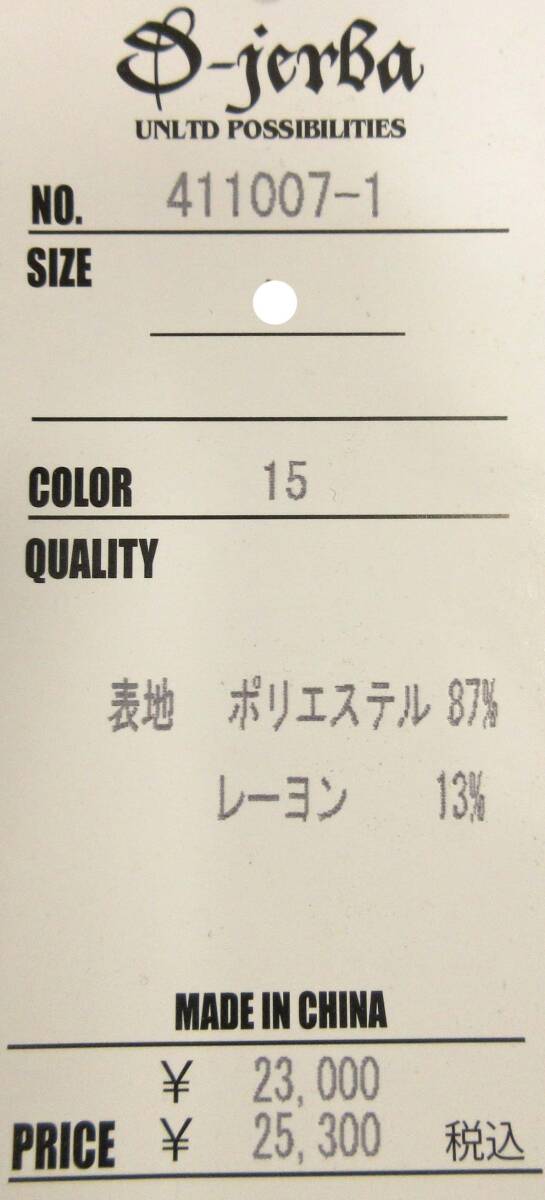 D-jerba
UNLTD POSSIBILITIES
NO. 411007-1
SIZE
COLOR 15
QUALITY
表地 ポリエステル 87%
レーヨン 13%
MADE IN CHINA
¥ 23,000
PRICE ¥ 25,300 税込